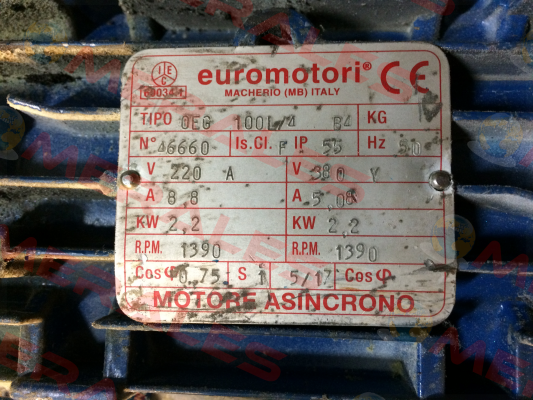 IEC
60034-1
euromotori®
CE
MACHERIO (MB) ITALY
TIPO OEG 100L/4 B4 KG
N° 46660 Is.Cl. F IP 55 Hz 50
V 220 A V 380 Y
A 8,8 A 5,08
KW 2,2 KW 2,2
R.P.M. 1390 R.P.M. 1390
Cos φ 0,75 S 1 5/17 Cos φ
MOTORE ASINCRONO